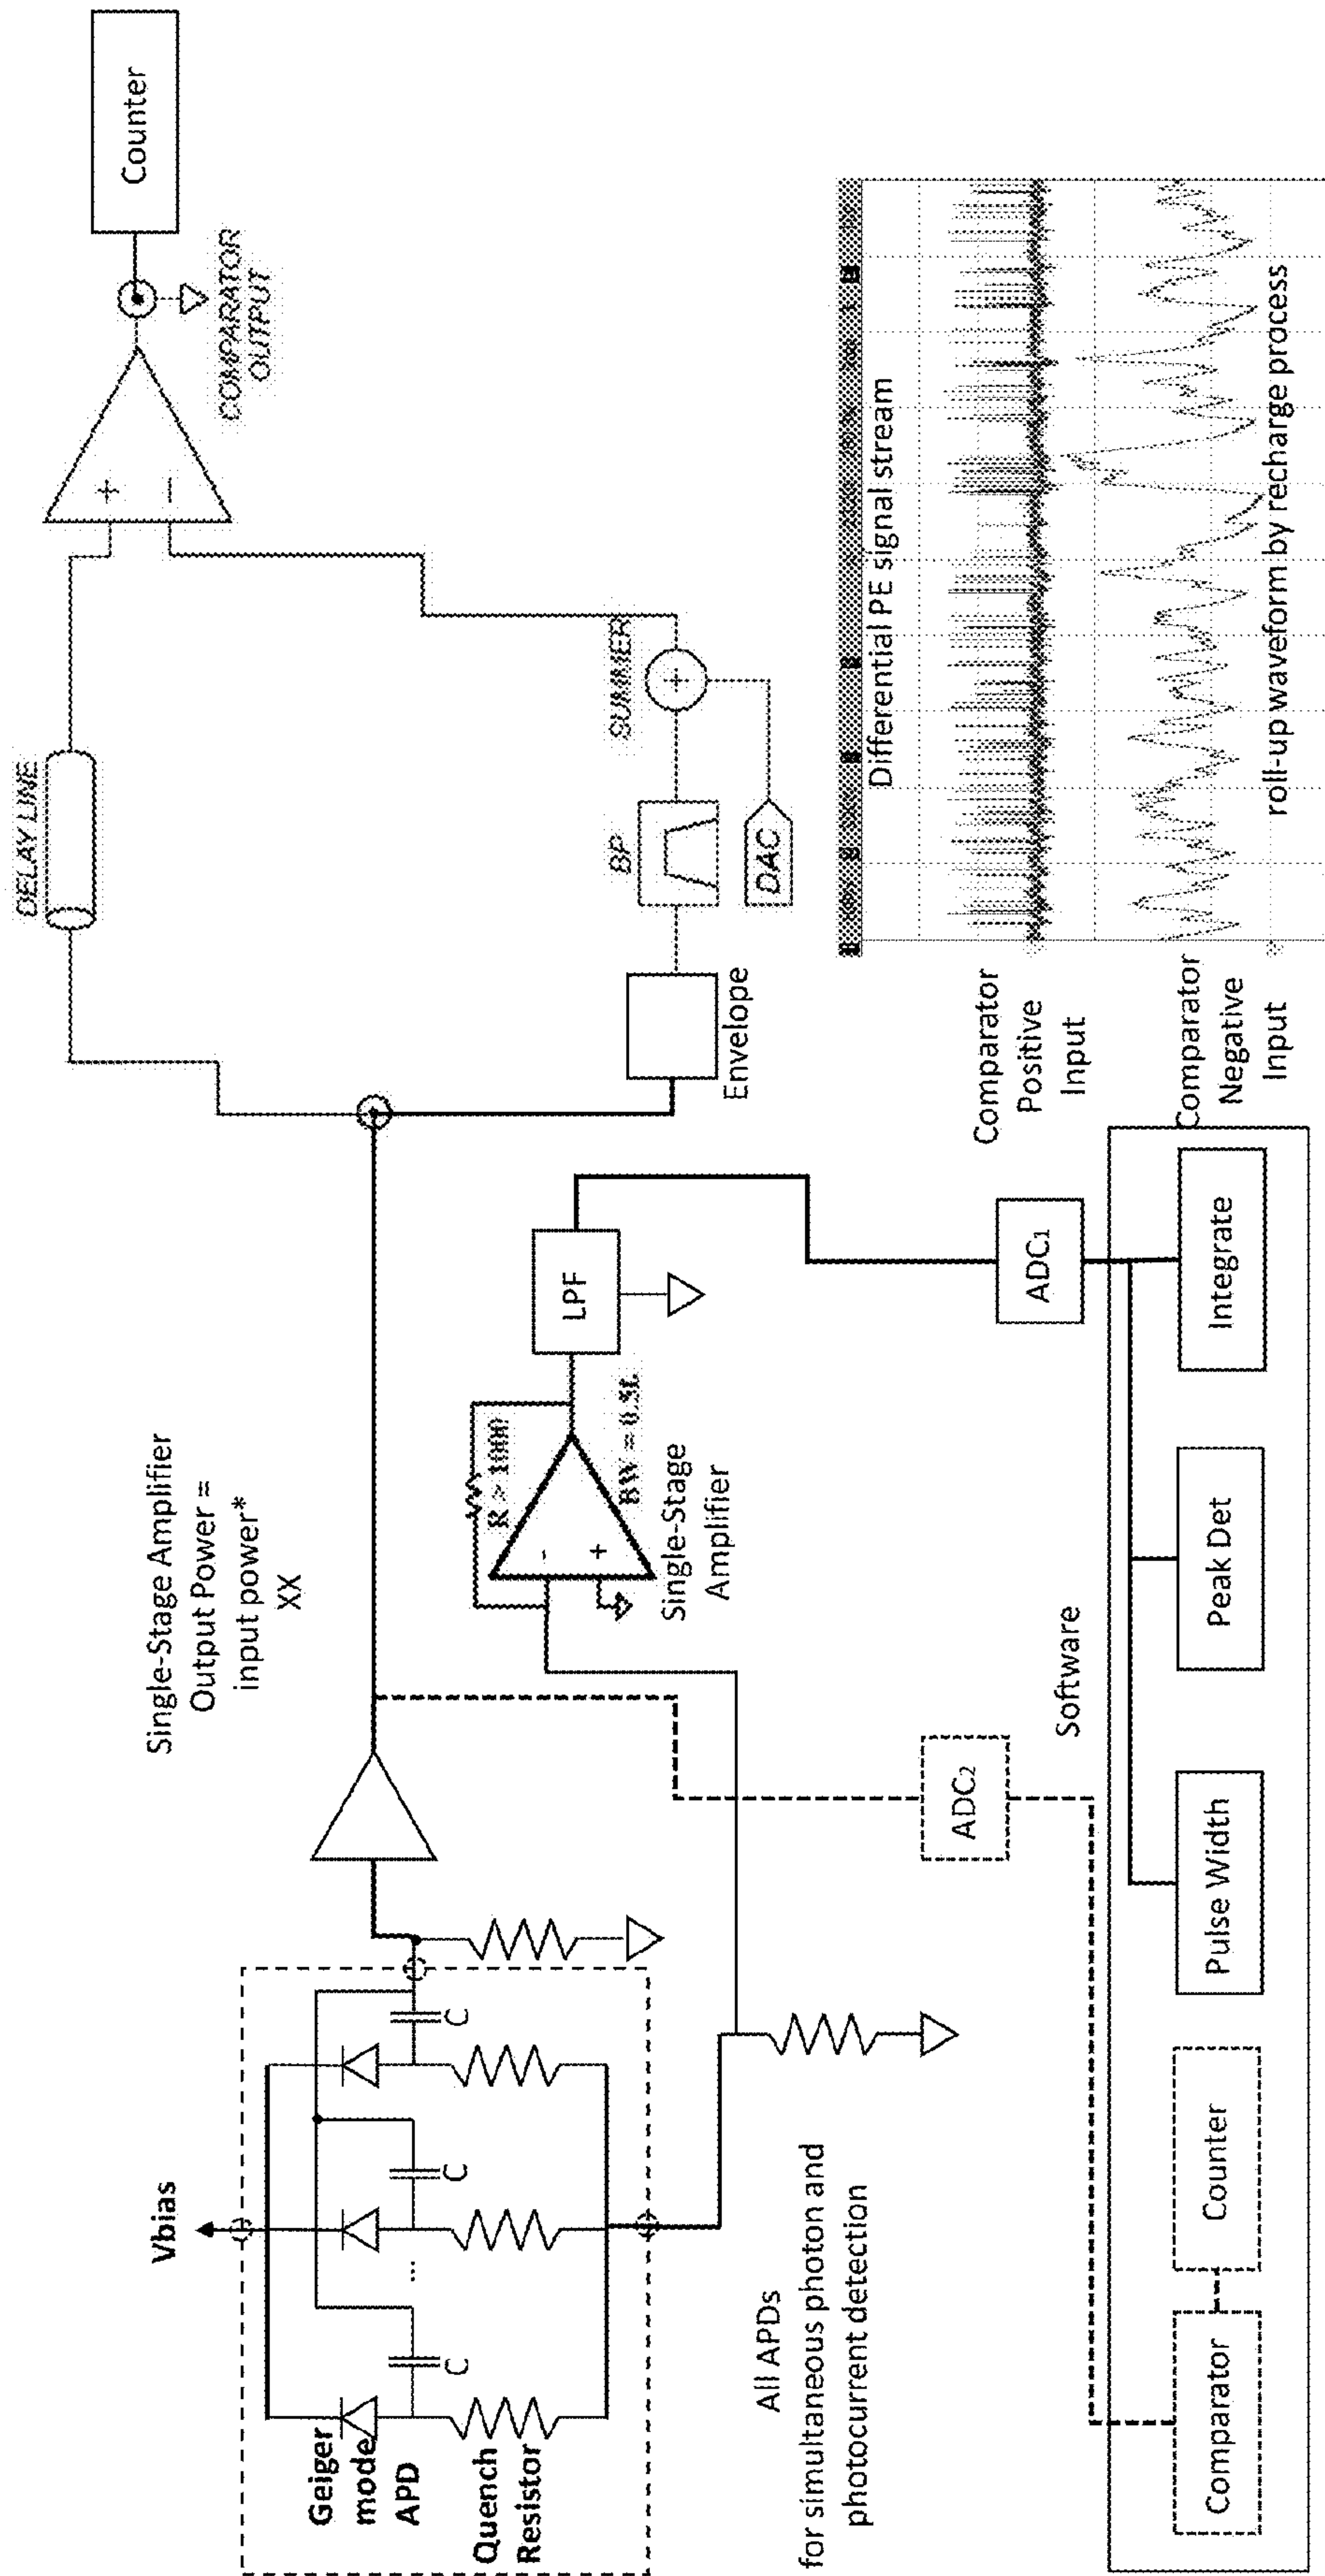 Vbias
Geiger
mode
APD
Quench
Resistor
C
C
C
...
All APDs
for simultaneous photon and
photocurrent detection
Single-Stage Amplifier
Output Power =
input power*
XX
R > 1000
-
+
Single-Stage
Amplifier
LPF
ADC2
ADC1
Software
Comparator
Counter
Pulse Width
Peak Det
Integrate
DELAY LINE
Envelope
BP
DAC
SUMMER
+
+
−
COMPARATOR
OUTPUT
Counter
Comparator
Positive
Input
Comparator
Negative
Input
Differential PE signal stream
roll-up waveform by recharge process